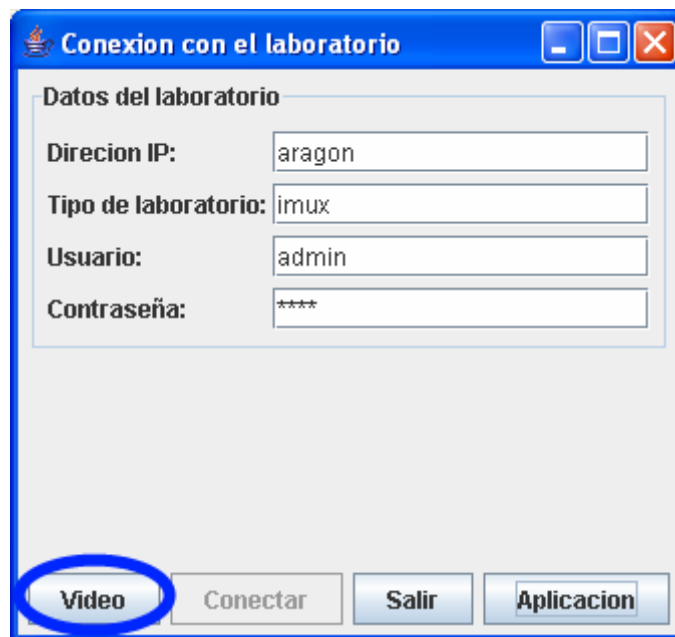 Conexion con el laboratorio
Datos del laboratorio
Direcion IP: aragon
Tipo de laboratorio: imux
Usuario: admin
Contraseña: ****
Video Conectar Salir Aplicacion